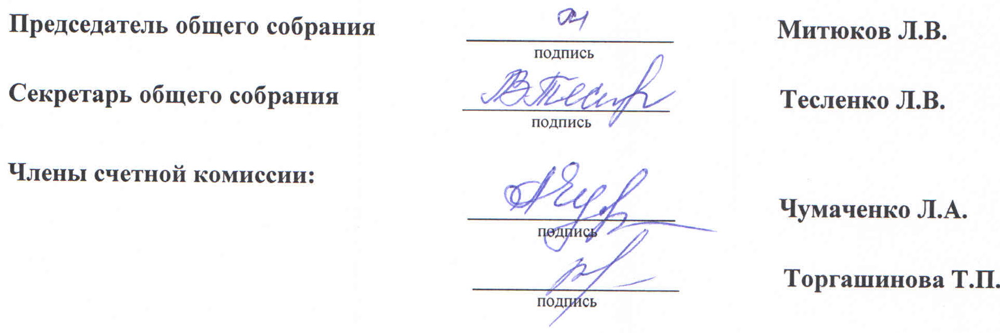 Председатель общего собрания Митюков Л.В.
подпись
Секретарь общего собрания Тесленко Л.В.
подпись
Члены счетной комиссии:
Чумаченко Л.А.
подпись
Торгашинова Т.П.
подпись